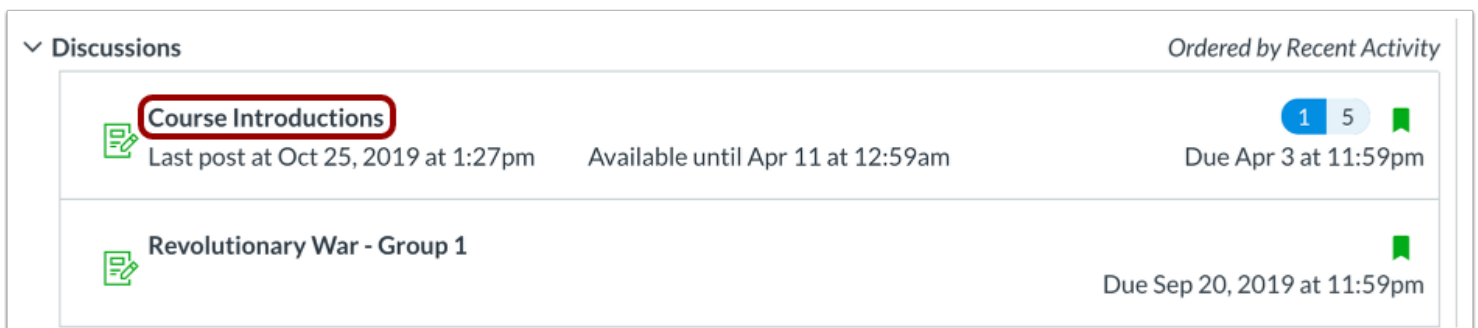 Discussions Ordered by Recent Activity
Course Introductions 1 5
Last post at Oct 25, 2019 at 1:27pm Available until Apr 11 at 12:59am Due Apr 3 at 11:59pm
Revolutionary War - Group 1
Due Sep 20, 2019 at 11:59pm